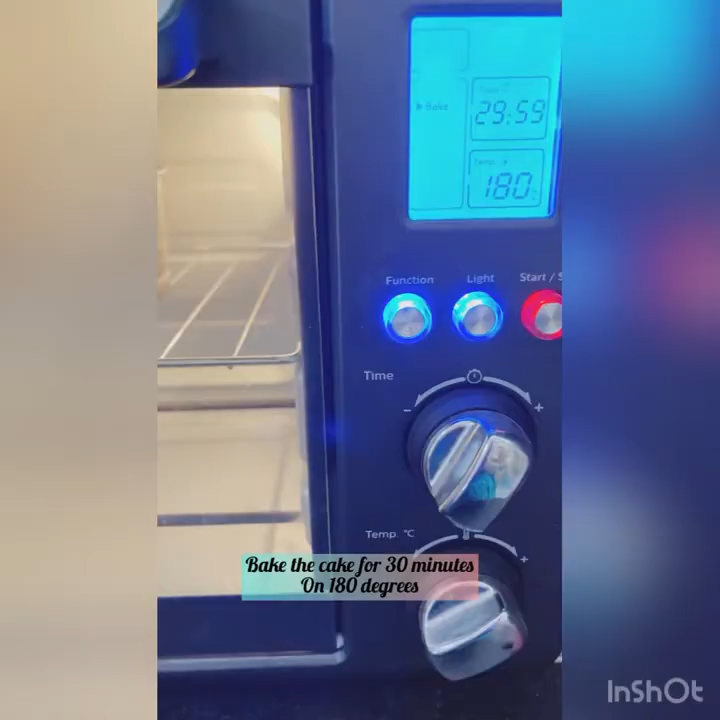 Bake
29:59
Temp.
180
Function Light Start / S
Time
- +
Temp. °C
+
Bake the cake for 30 minutes
On 180 degrees
InShOt